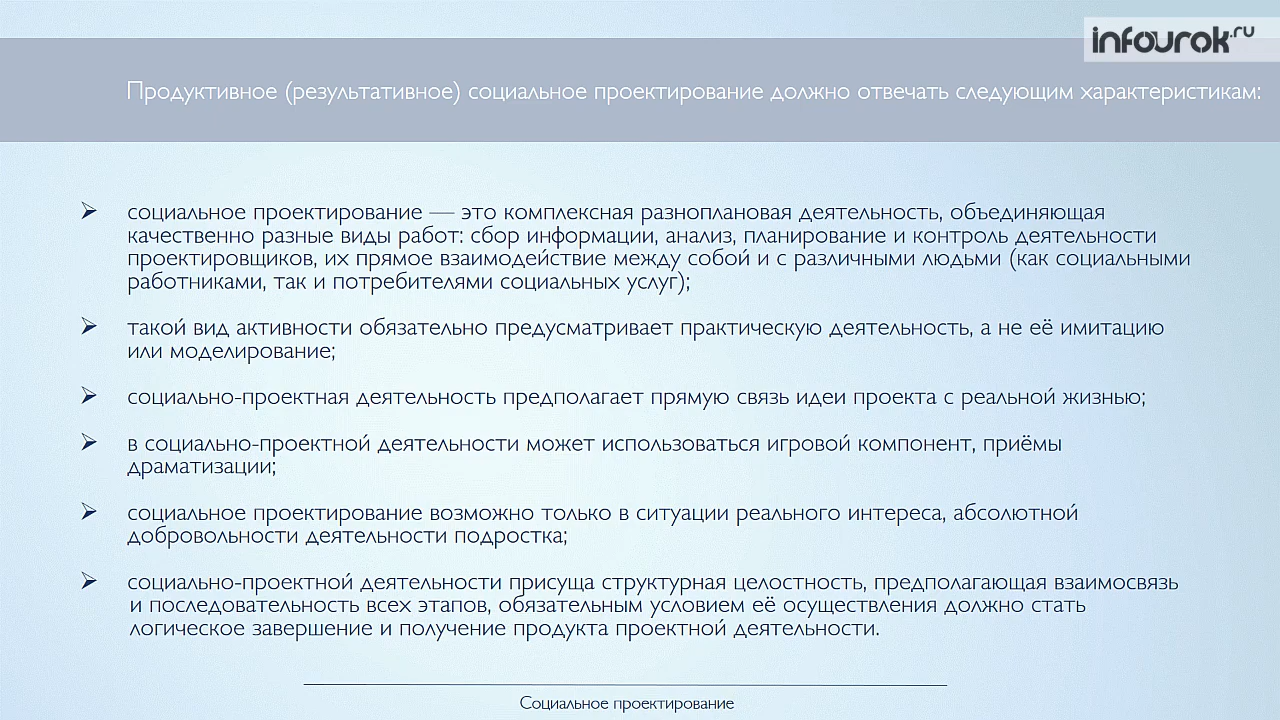 infourok.ru
Продуктивное (результативное) социальное проектирование должно отвечать следующим характеристикам:
➢ социальное проектирование — это комплексная разноплановая деятельность, объединяющая
качественно разные виды работ: сбор информации, анализ, планирование и контроль деятельности
проектировщиков, их прямое взаимодействие между собой и с различными людьми (как социальными
работниками, так и потребителями социальных услуг);
➢ такой вид активности обязательно предусматривает практическую деятельность, а не её имитацию
или моделирование;
➢ социально-проектная деятельность предполагает прямую связь идеи проекта с реальной жизнью;
➢ в социально-проектной деятельности может использоваться игровой компонент, приёмы
драматизации;
➢ социальное проектирование возможно только в ситуации реального интереса, абсолютной
добровольности деятельности подростка;
➢ социально-проектной деятельности присуща структурная целостность, предполагающая взаимосвязь
и последовательность всех этапов, обязательным условием её осуществления должно стать
логическое завершение и получение продукта проектной деятельности.
Социальное проектирование